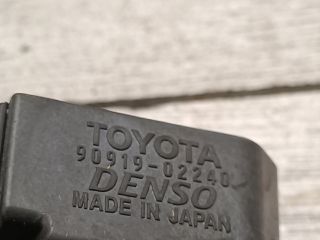 TOYOTA
90919-02240
DENSO
MADE IN JAPAN